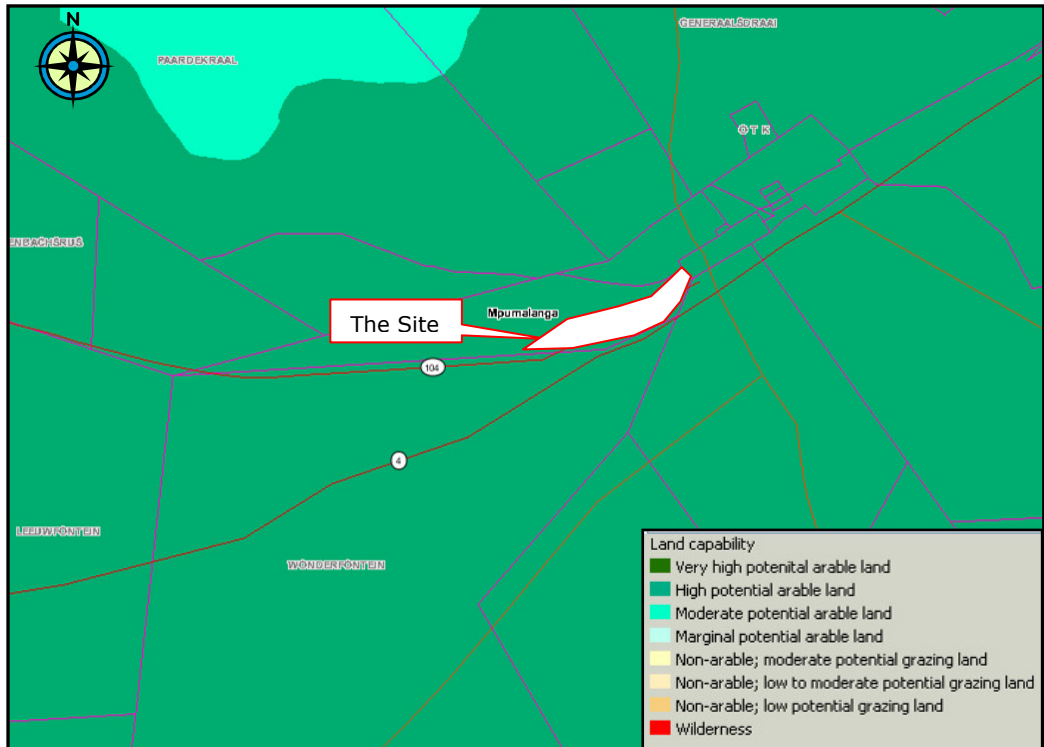 N
GENERAALSDRAAI
PAARDEKRAAL
O T K
ENBACHSRUS
Mpumalanga
The Site
104
4
LEEUWFONTEIN
WONDERFONTEIN
Land capability
Very high potenital arable land
High potential arable land
Moderate potential arable land
Marginal potential arable land
Non-arable; moderate potential grazing land
Non-arable; low to moderate potential grazing land
Non-arable; low potential grazing land
Wilderness